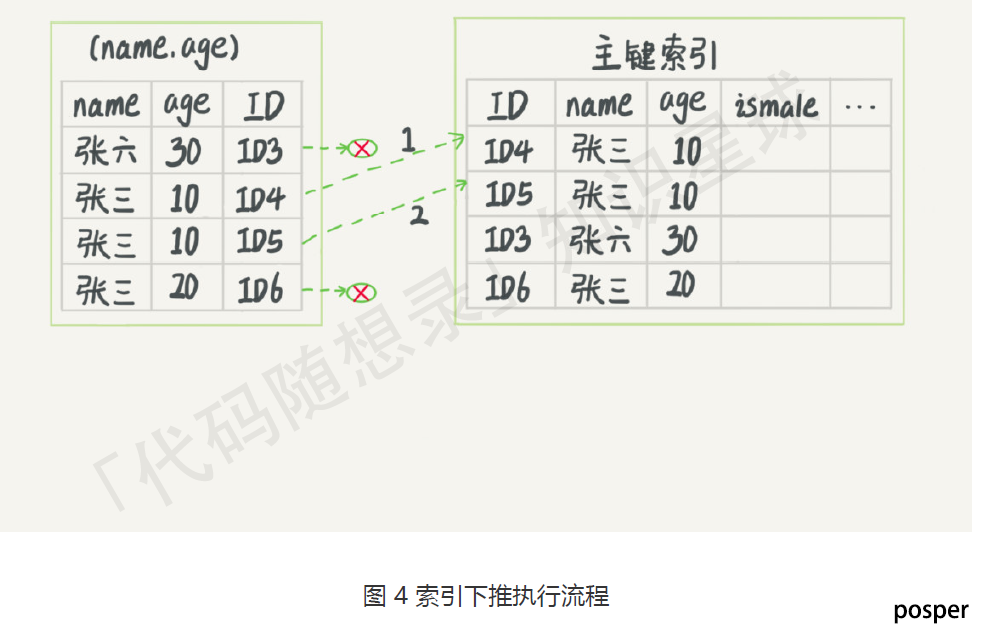 (name.age)
name age ID
张六 30 ID3
张三 10 ID4
张三 10 ID5
张三 20 ID6
1
2
主键索引
ID name age ismale ...
ID4 张三 10
ID5 张三 10
ID3 张六 30
ID6 张三 20
「代码随想录」知识星球
图 4 索引下推执行流程
posper